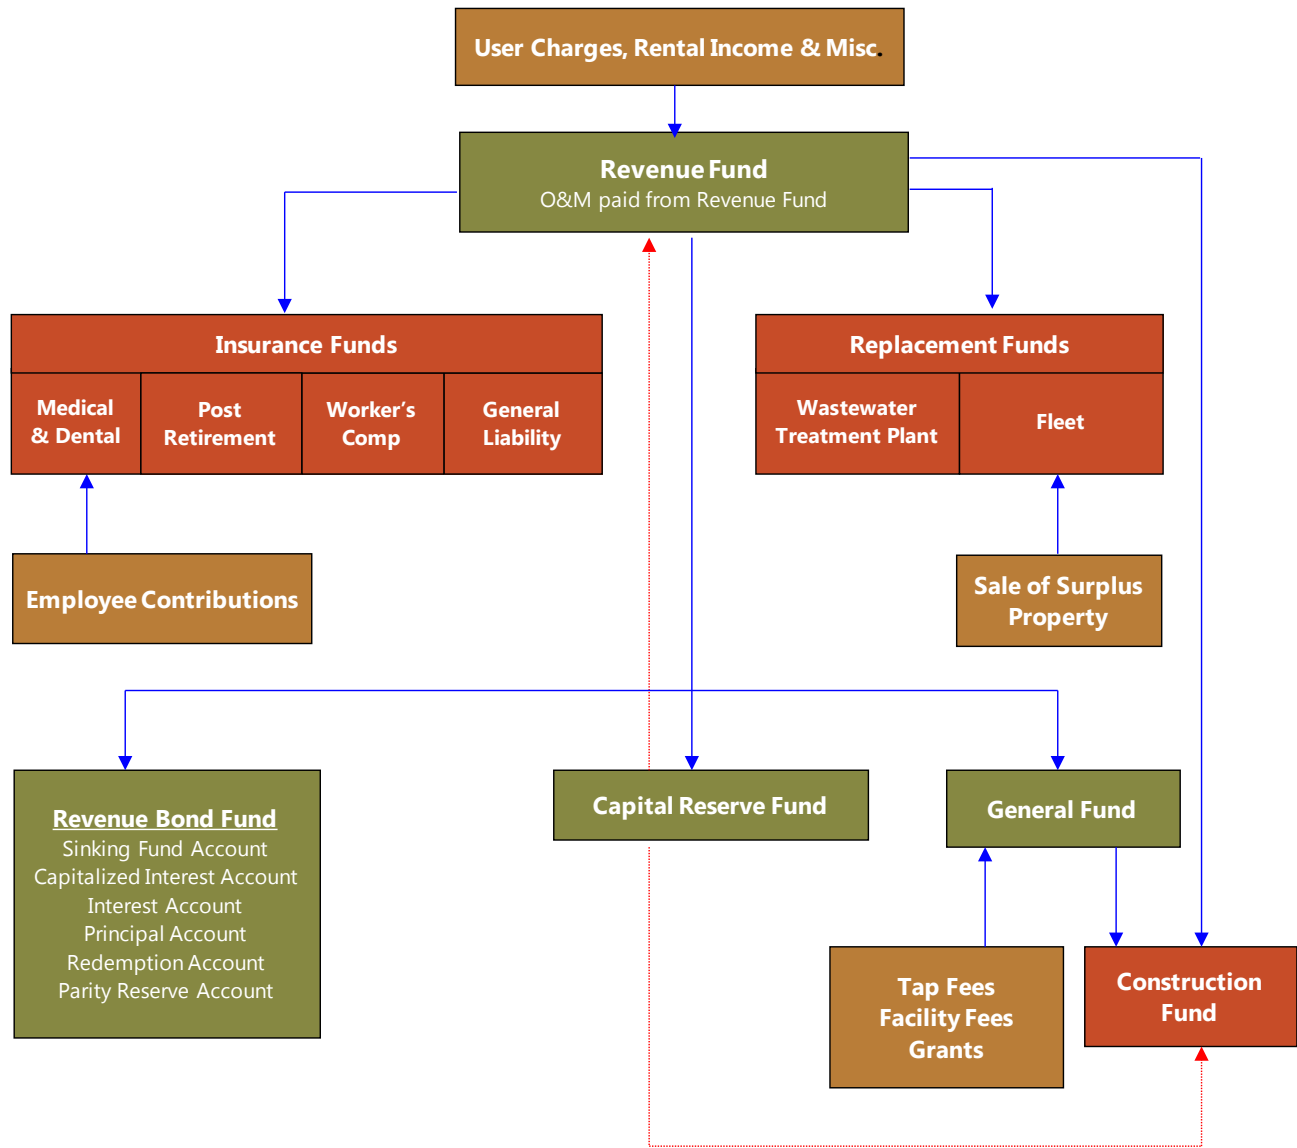 User Charges, Rental Income & Misc.
Revenue Fund
O&M paid from Revenue Fund
Insurance Funds
Medical
& Dental
Post
Retirement
Worker’s
Comp
General
Liability
Replacement Funds
Wastewater
Treatment Plant
Fleet
Employee Contributions
Sale of Surplus
Property
Revenue Bond Fund
Sinking Fund Account
Capitalized Interest Account
Interest Account
Principal Account
Redemption Account
Parity Reserve Account
Capital Reserve Fund
General Fund
Tap Fees
Facility Fees
Grants
Construction
Fund